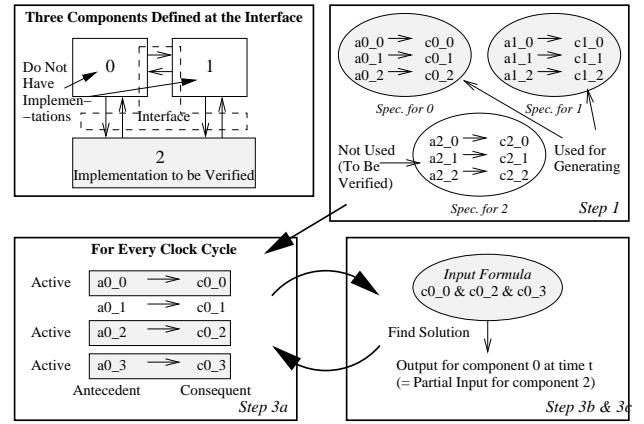 Three Components Defined at the Interface
Do Not
Have
Implemen–
–tations
0
1
Interface
2
Implementation to be Verified
a0_0 c0_0
a0_1 c0_1
a0_2 c0_2
Spec. for 0
a1_0 c1_0
a1_1 c1_1
a1_2 c1_2
Spec. for 1
Not Used
(To Be
Verified)
a2_0 c2_0
a2_1 c2_1
a2_2 c2_2
Spec. for 2
Used for
Generating
Step 1
For Every Clock Cycle
Active a0_0 c0_0
a0_1 c0_1
Active a0_2 c0_2
Active a0_3 c0_3
Antecedent Consequent
Step 3a
Input Formula
c0_0 & c0_2 & c0_3
Find Solution
Output for component 0 at time t
(= Partial Input for component 2)
Step 3b & 3c